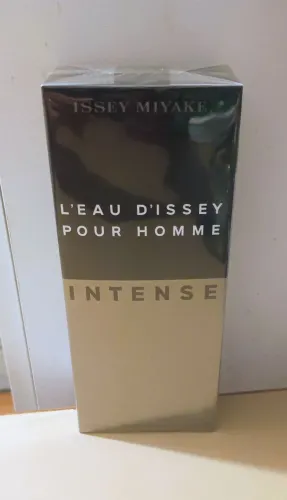 ISSEY MIYAKE
L'EAU D'ISSEY
POUR HOMME
INTENSE